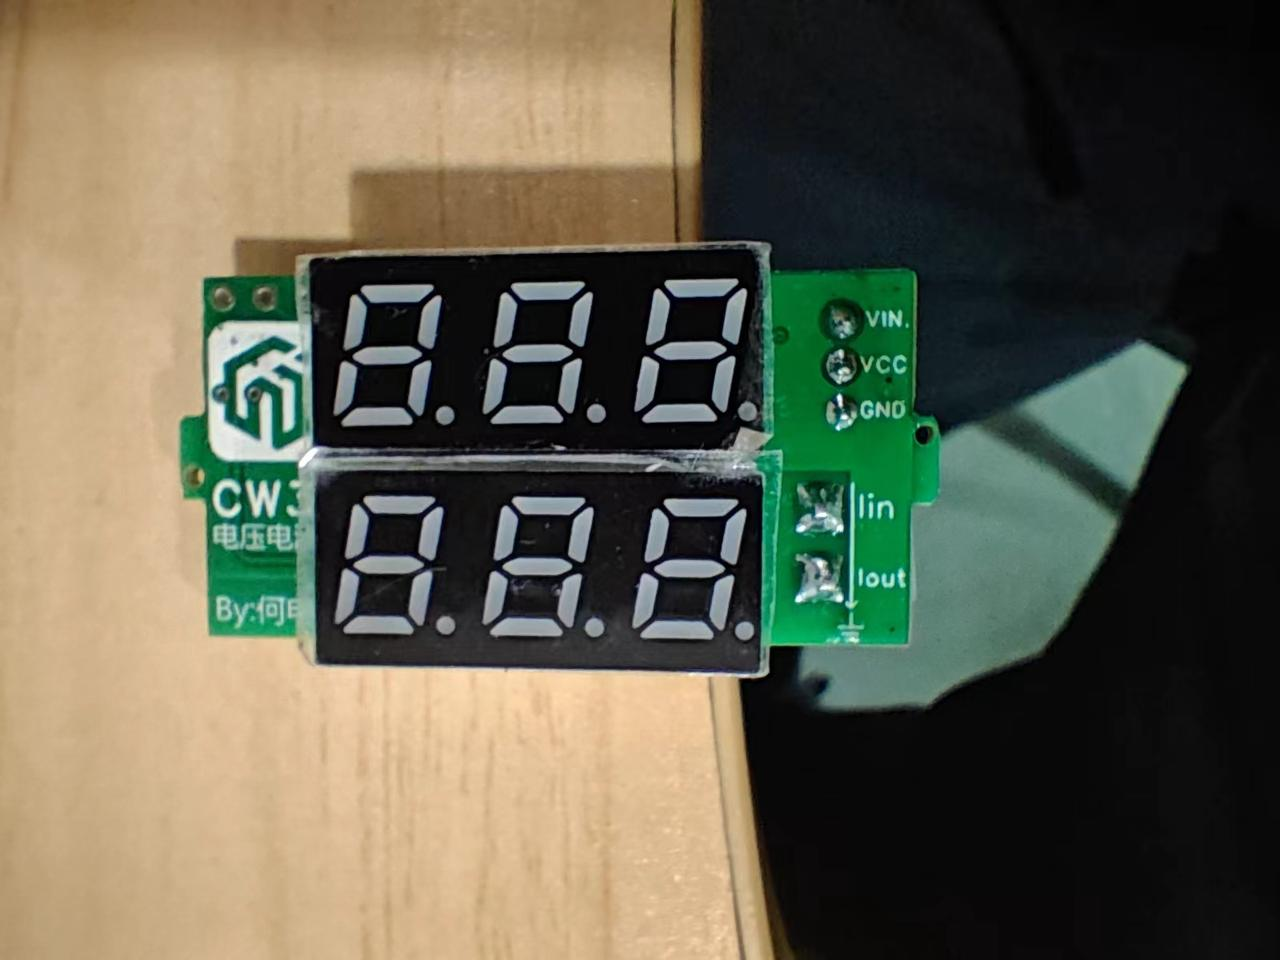 VIN.
VCC
GND
CW3
电压电
Iin
Iout
By:何